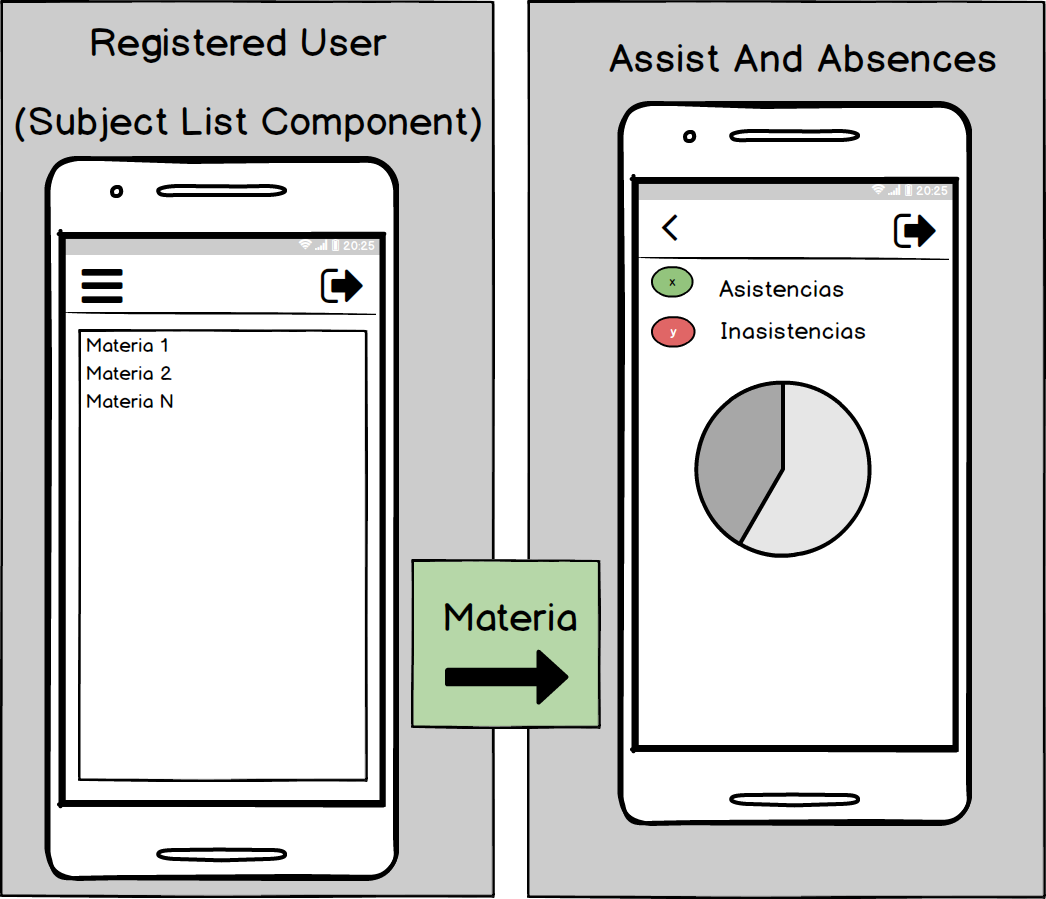 Registered User
(Subject List Component)
20:25
Materia 1
Materia 2
Materia N
Materia
Assist And Absences
20:25
x Asistencias
y Inasistencias